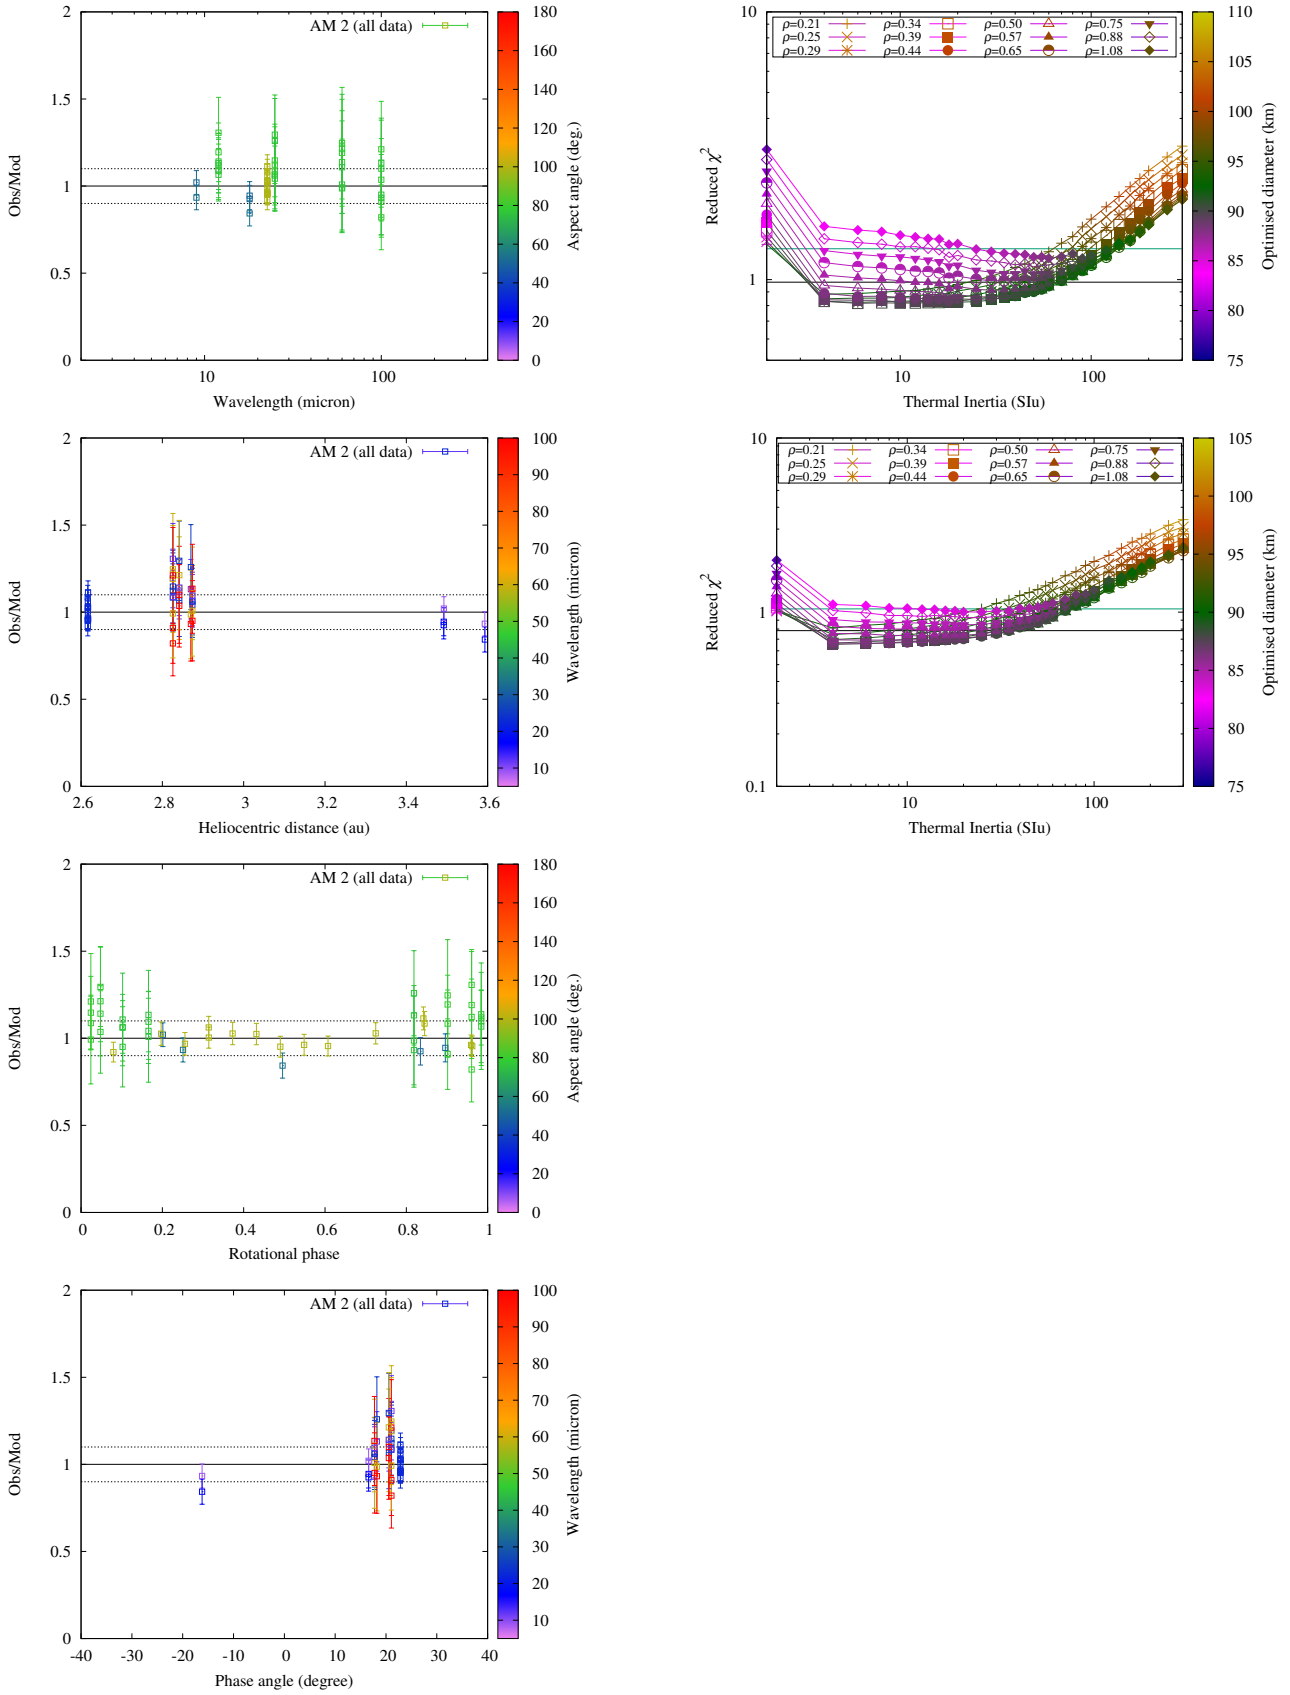 2
1.5
1
0.5
0
10
100
Obs/Mod
Wavelength (micron)
AM 2 (all data)
180
160
140
120
100
80
60
40
20
0
Aspect angle (deg.)
10
1
Reduced χ²
10
100
Thermal Inertia (SIu)
ρ=0.21
ρ=0.25
ρ=0.29
ρ=0.34
ρ=0.39
ρ=0.44
ρ=0.50
ρ=0.57
ρ=0.65
ρ=0.75
ρ=0.88
ρ=1.08
110
105
100
95
90
85
80
75
Optimised diameter (km)
2
1.5
1
0.5
0
2.6
2.8
3
3.2
3.4
3.6
Obs/Mod
Heliocentric distance (au)
AM 2 (all data)
100
90
80
70
60
50
40
30
20
10
Wavelength (micron)
10
1
0.1
Reduced χ²
10
100
Thermal Inertia (SIu)
ρ=0.21
ρ=0.25
ρ=0.29
ρ=0.34
ρ=0.39
ρ=0.44
ρ=0.50
ρ=0.57
ρ=0.65
ρ=0.75
ρ=0.88
ρ=1.08
105
100
95
90
85
80
75
Optimised diameter (km)
2
1.5
1
0.5
0
0
0.2
0.4
0.6
0.8
1
Obs/Mod
Rotational phase
AM 2 (all data)
180
160
140
120
100
80
60
40
20
0
Aspect angle (deg.)
2
1.5
1
0.5
0
-40
-30
-20
-10
0
10
20
30
40
Obs/Mod
Phase angle (degree)
AM 2 (all data)
100
90
80
70
60
50
40
30
20
10
Wavelength (micron)